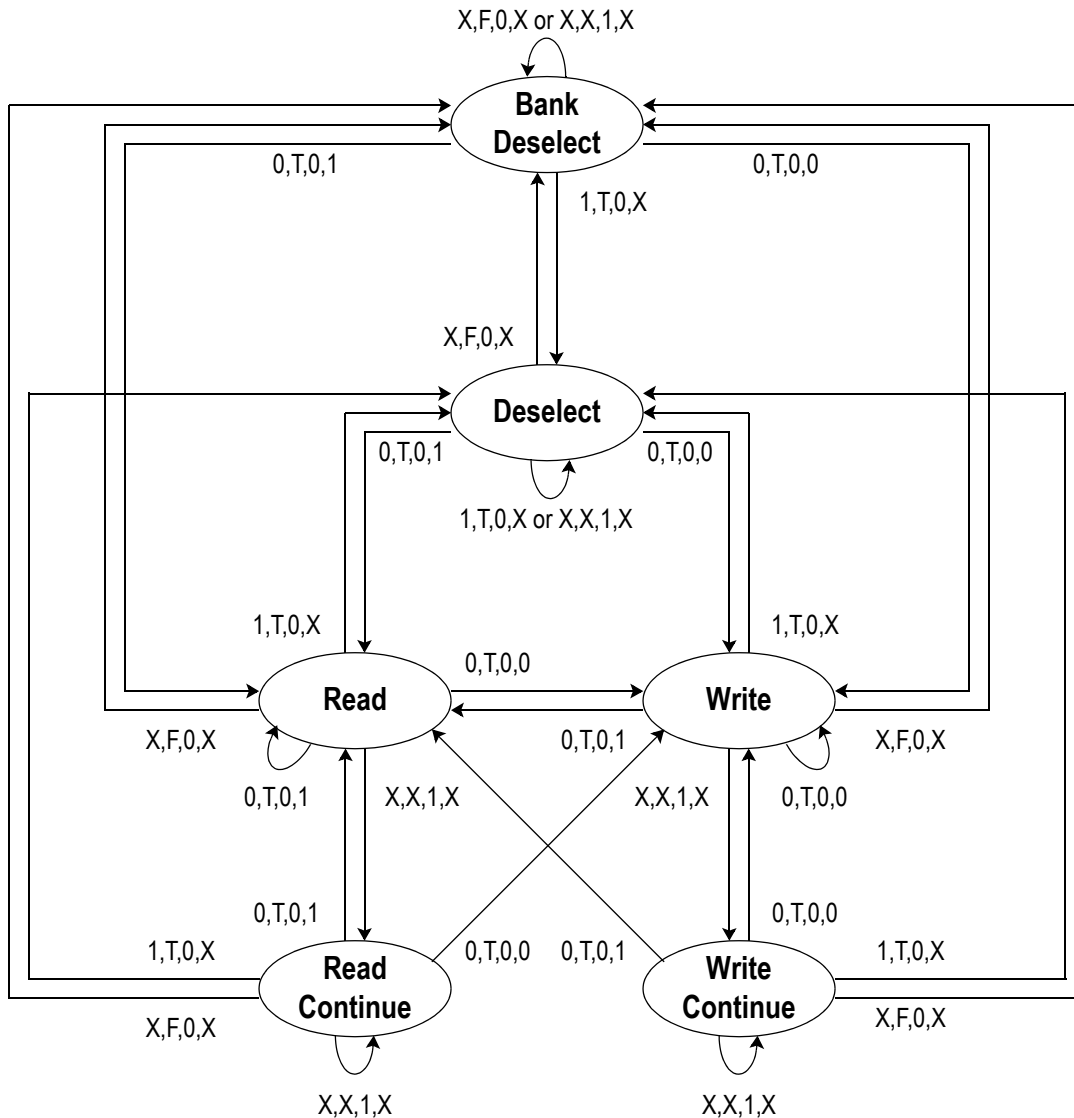 X,F,0,X or X,X,1,X
Bank
Deselect
0,T,0,1
0,T,0,0
1,T,0,X
X,F,0,X
Deselect
0,T,0,1
0,T,0,0
1,T,0,X or X,X,1,X
1,T,0,X
1,T,0,X
0,T,0,0
Read
Write
X,F,0,X
0,T,0,1
X,F,0,X
0,T,0,1
X,X,1,X
X,X,1,X
0,T,0,0
0,T,0,1
0,T,0,0
1,T,0,X
0,T,0,0
0,T,0,1
1,T,0,X
Read
Continue
Write
Continue
X,F,0,X
X,F,0,X
X,X,1,X
X,X,1,X